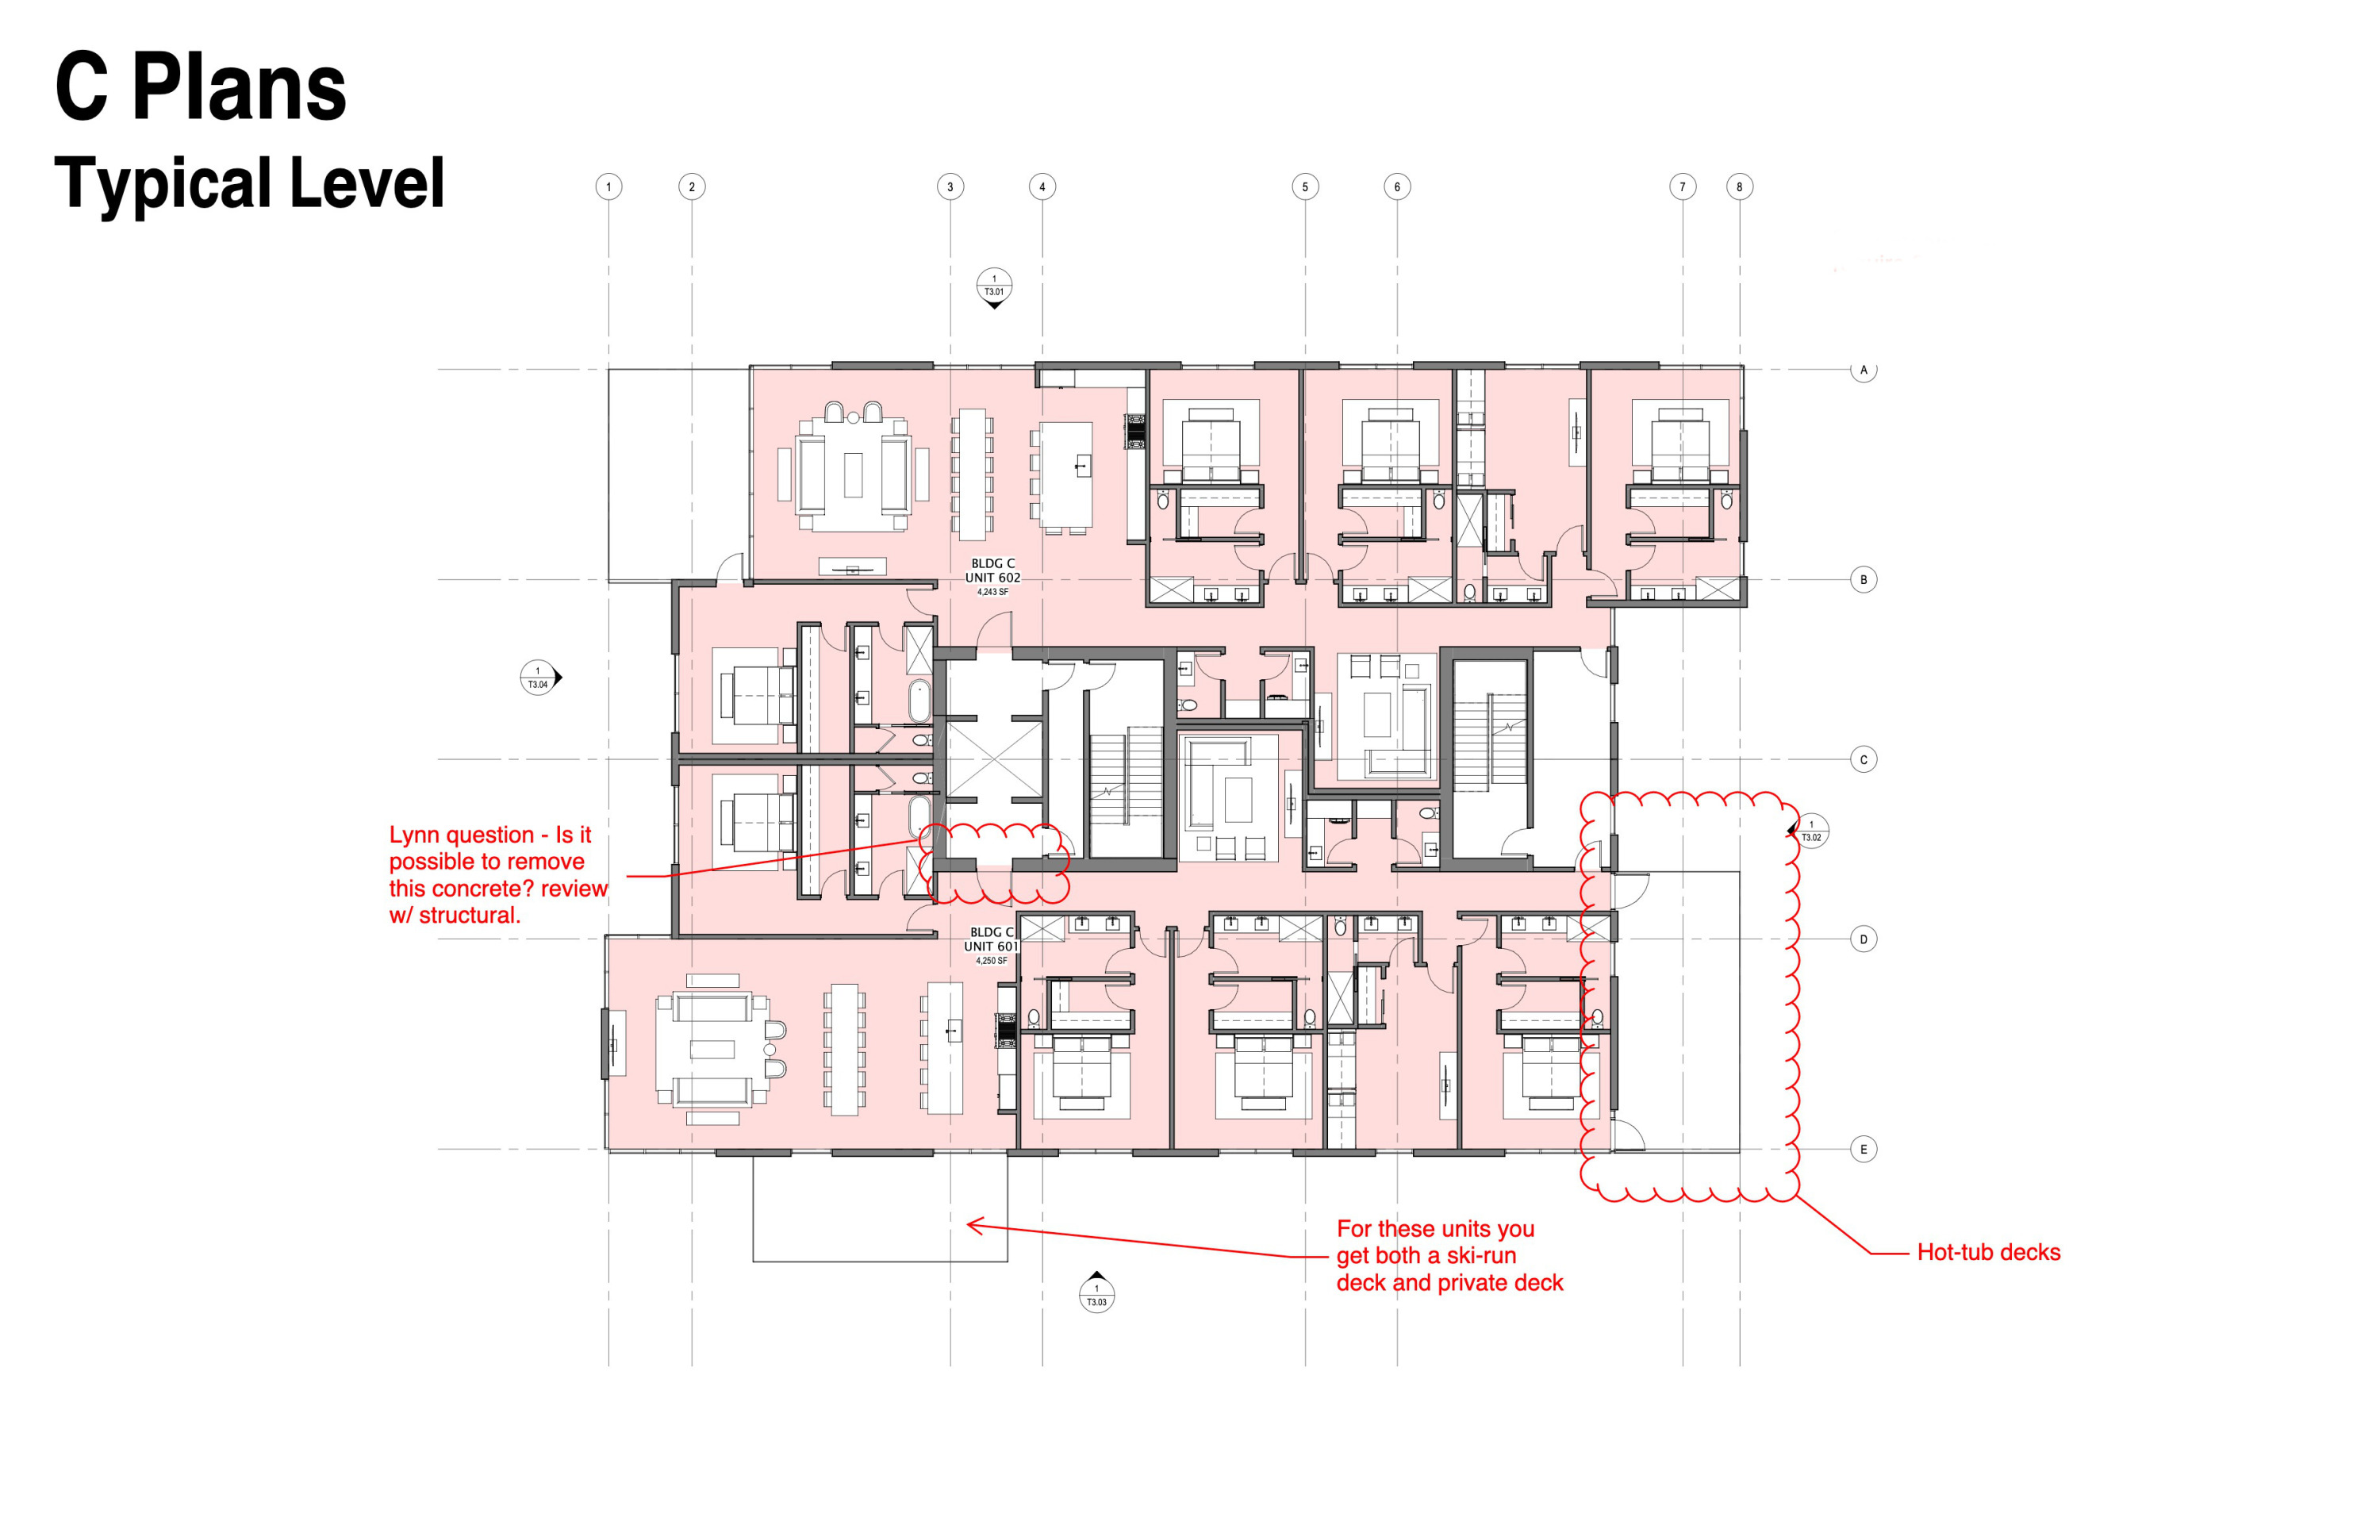 C Plans
Typical Level
1
2
3
4
5
6
7
8
1
T3.01
A
BLDG C
UNIT 602
4,243 SF
B
1
T3.04
C
Lynn question - Is it
possible to remove
this concrete? review
w/ structural.
1
T3.02
BLDG C
UNIT 601
4,250 SF
D
E
For these units you
get both a ski-run
deck and private deck
Hot-tub decks
1
T3.03